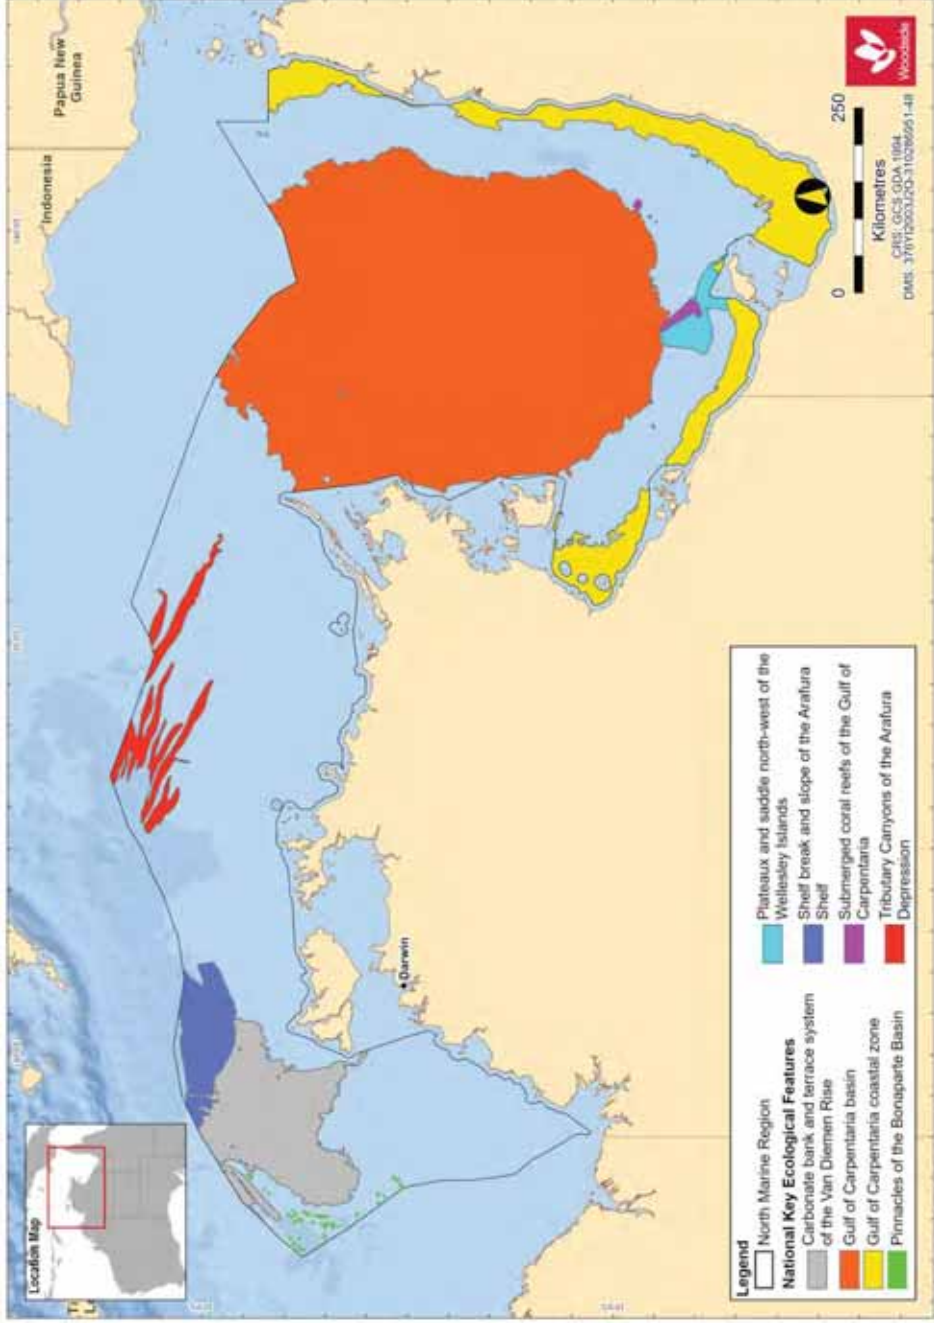 Location Map
Indonesia
Papua New
Guinea
Darwin
Legend
North Marine Region
National Key Ecological Features
Carbonate bank and terrace system
of the Van Diemen Rise
Gulf of Carpentaria basin
Gulf of Carpentaria coastal zone
Pinnacles of the Bonaparte Basin
Plateaux and saddle north-west of the
Wellesley Islands
Shelf break and slope of the Arafura
Shelf
Submerged coral reefs of the Gulf of
Carpentaria
Tributary Canyons of the Arafura
Depression
0 250
Kilometres
CRS: GCS GDA 1994
Woodside